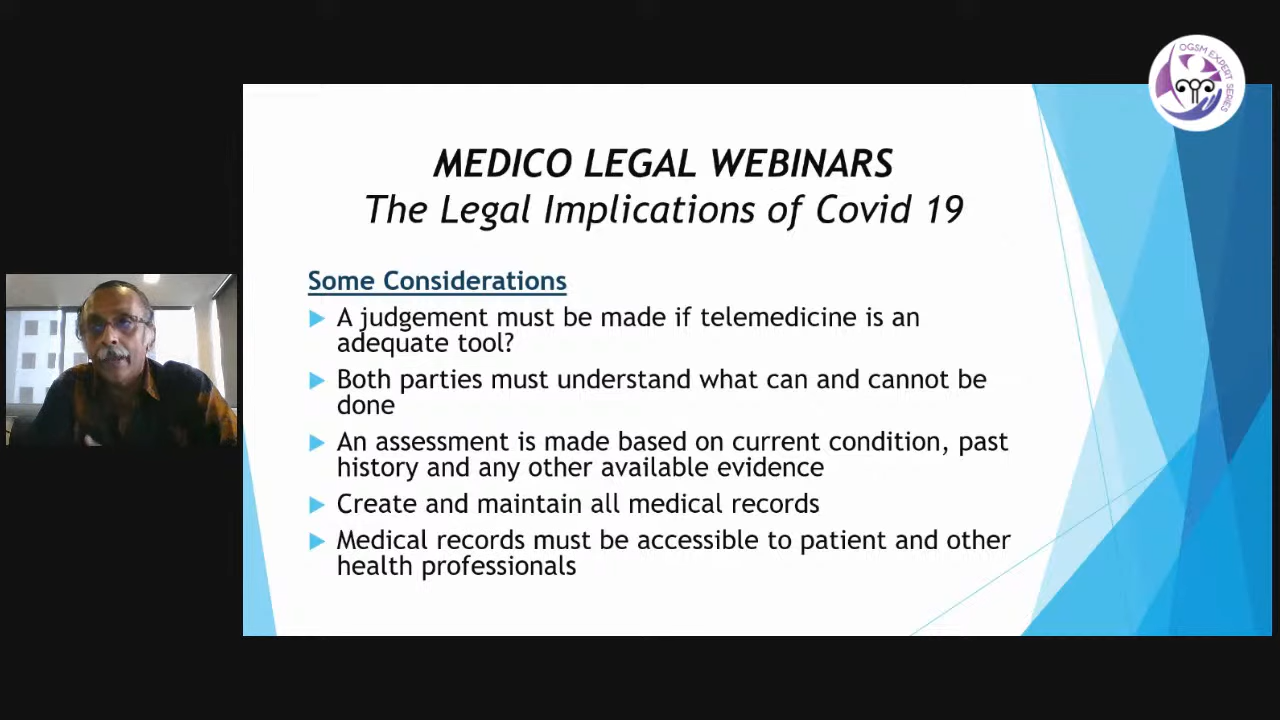 OGSM EXPERT SERIES
MEDICO LEGAL WEBINARS
The Legal Implications of Covid 19
Some Considerations
A judgement must be made if telemedicine is an
adequate tool?
Both parties must understand what can and cannot be
done
An assessment is made based on current condition, past
history and any other available evidence
Create and maintain all medical records
Medical records must be accessible to patient and other
health professionals